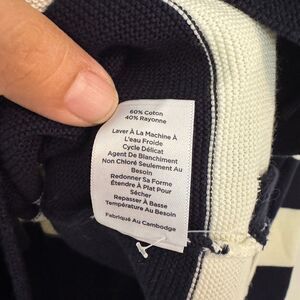 60% Coton
40% Rayonne
Laver À La Machine À
L'eau Froide
Cycle Délicat
Agent De Blanchiment
Non Chloré Seulement Au
Besoin
Redonner Sa Forme
Étendre À Plat Pour
Sécher
Repasser À Basse
Température Au Besoin
Fabriqué Au Cambodge